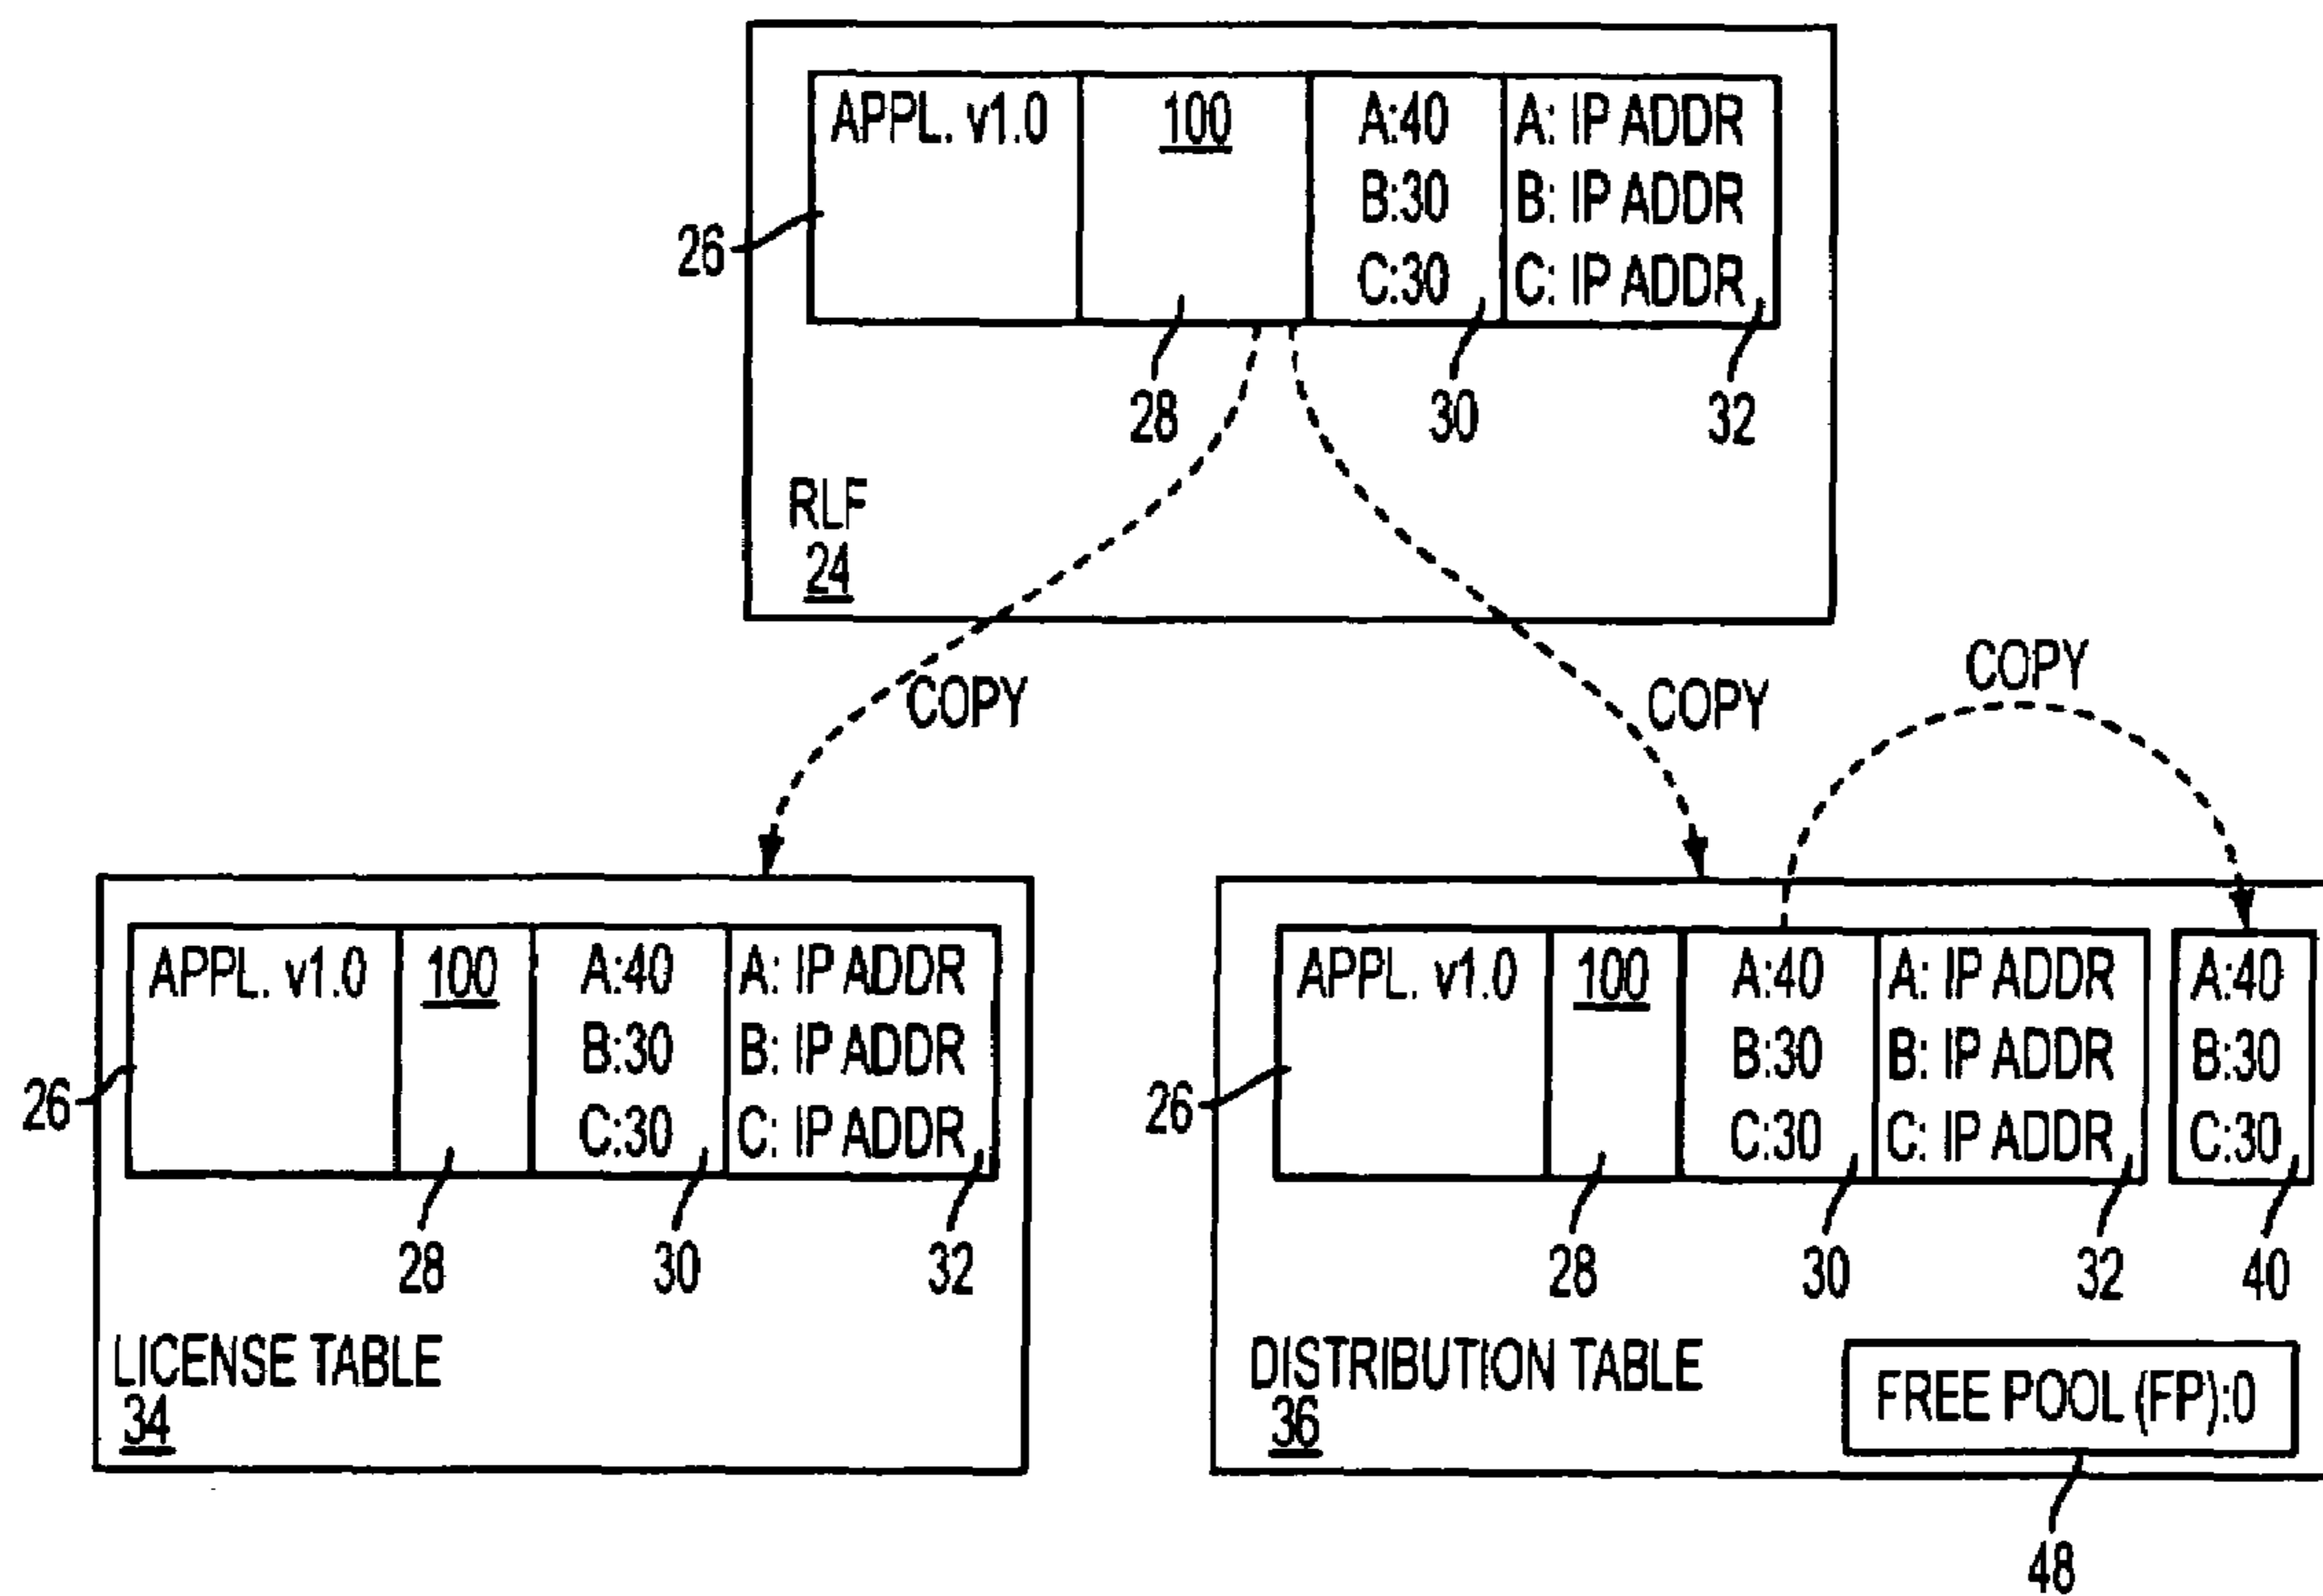 APPL. v1.0 100 A:40 A: IP ADDR
B:30 B: IP ADDR
C:30 C: IP ADDR
26
28 30 32
RLF
24
COPY COPY COPY
APPL. v1.0 100 A:40 A: IP ADDR
B:30 B: IP ADDR
C:30 C: IP ADDR
26
28 30 32
LICENSE TABLE
34
APPL. v1.0 100 A:40 A: IP ADDR A:40
B:30 B: IP ADDR B:30
C:30 C: IP ADDR C:30
26
28 30 32 40
DISTRIBUTION TABLE
36
FREE POOL (FP):0
48